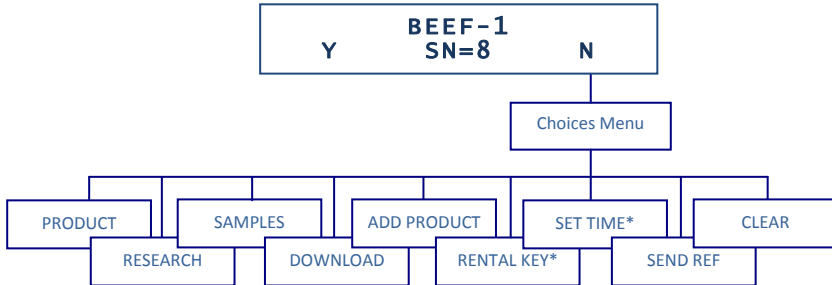 BEEF-1
Y SN=8 N
Choices Menu
PRODUCT SAMPLES ADD PRODUCT SET TIME* CLEAR
RESEARCH DOWNLOAD RENTAL KEY* SEND REF